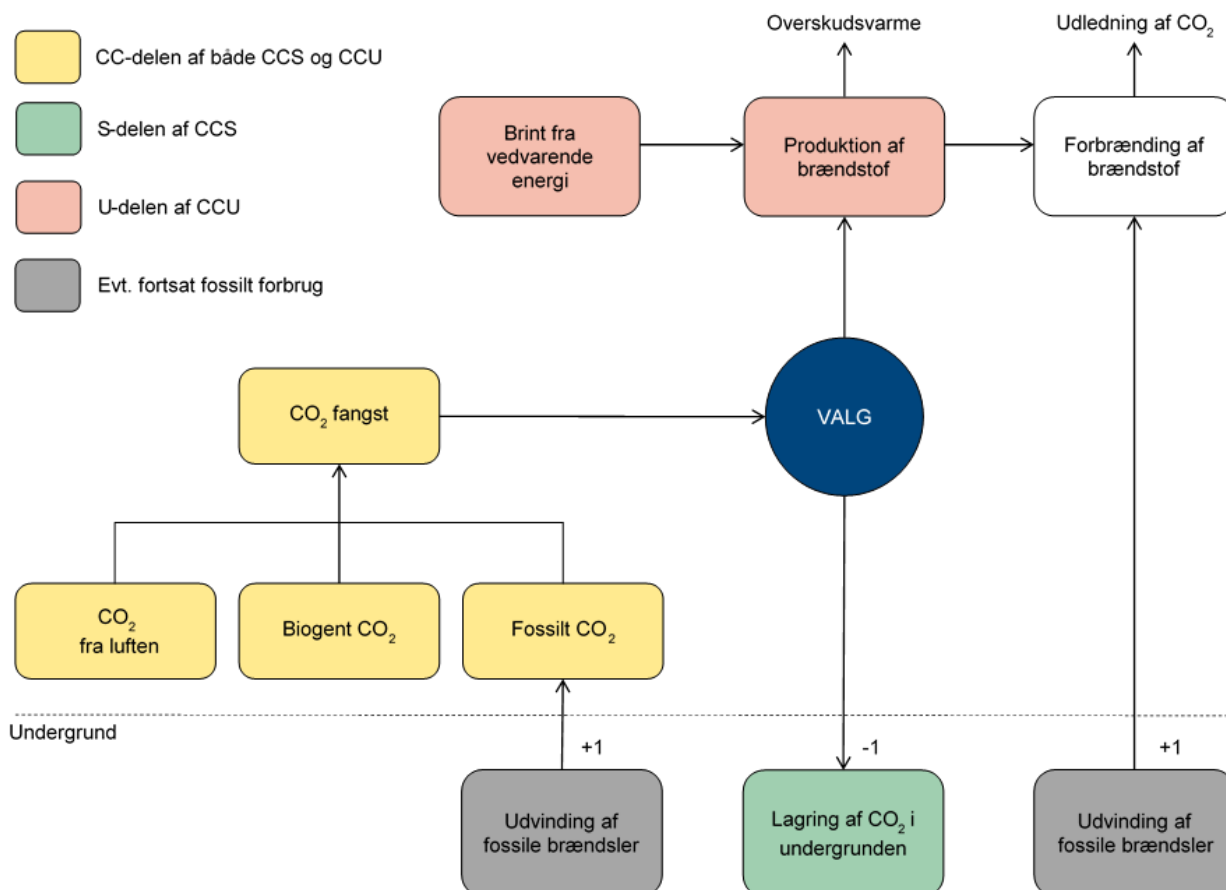 CC-delen af både CCS og CCU
S-delen af CCS
U-delen af CCU
Evt. fortsat fossilt forbrug
Overskudsvarme
Udledning af CO₂
Brint fra
vedvarende
energi
Produktion af
brændstof
Forbrænding af
brændstof
CO₂ fangst
VALG
CO₂
fra luften
Biogent CO₂
Fossilt CO₂
Undergrund
+1
-1
+1
Udvinding af
fossile brændsler
Lagring af CO₂ i
undergrunden
Udvinding af
fossile brændsler